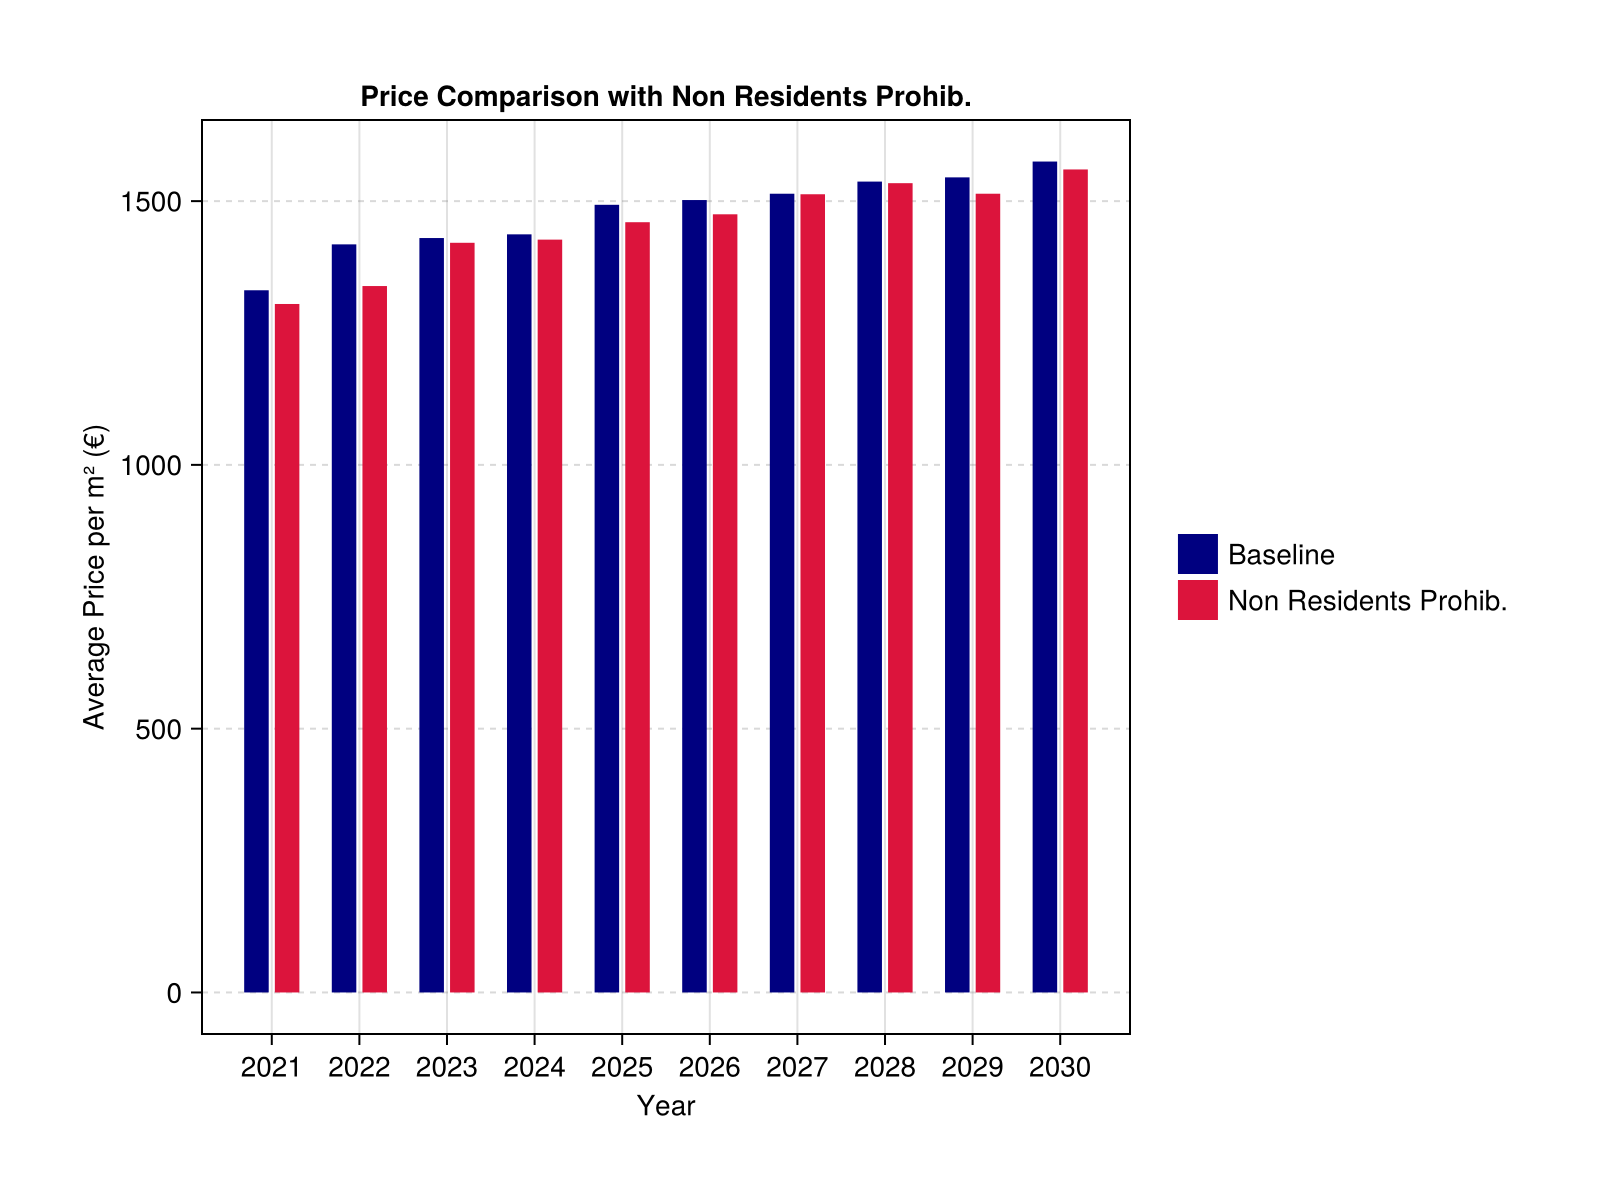 Price Comparison with Non Residents Prohib.
Average Price per m² (€)
1500
1000
500
0
2021 2022 2023 2024 2025 2026 2027 2028 2029 2030
Year
Baseline
Non Residents Prohib.